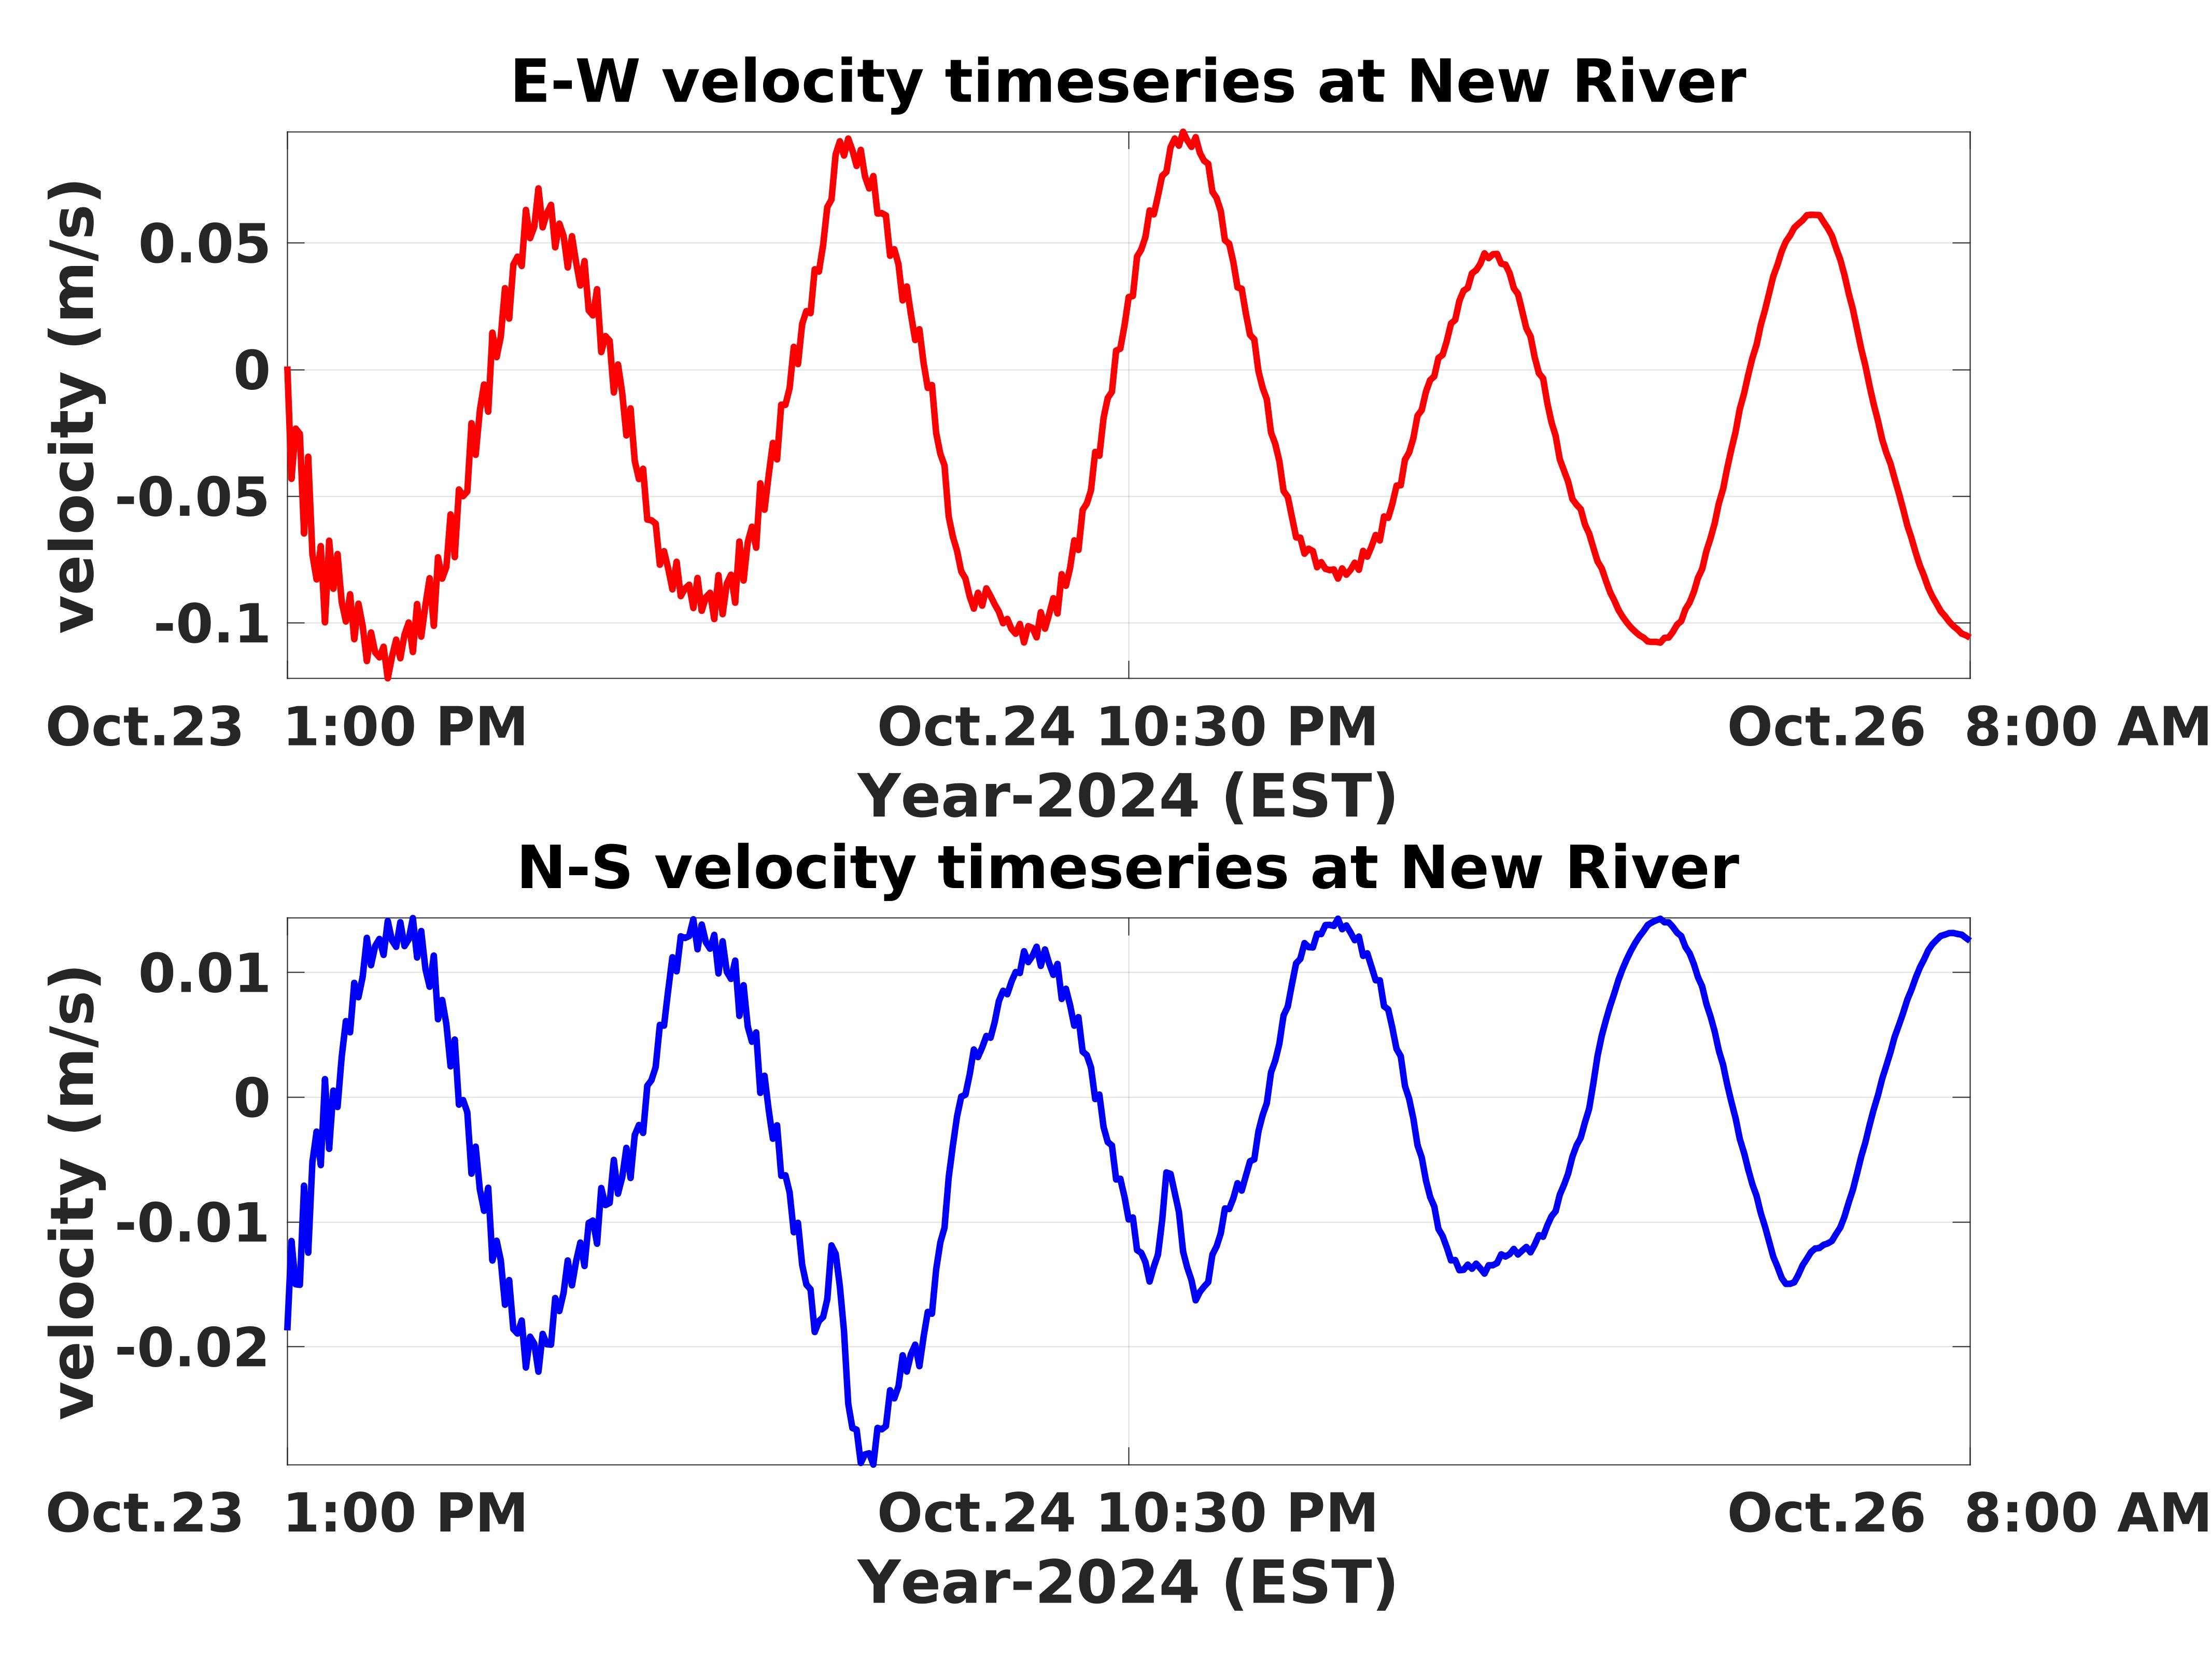 E-W velocity timeseries at New River
velocity (m/s)
0.05
0
-0.05
-0.1
Oct.23  1:00 PM
Oct.24 10:30 PM
Oct.26  8:00 AM
Year-2024 (EST)
N-S velocity timeseries at New River
velocity (m/s)
0.01
0
-0.01
-0.02
Oct.23  1:00 PM
Oct.24 10:30 PM
Oct.26  8:00 AM
Year-2024 (EST)